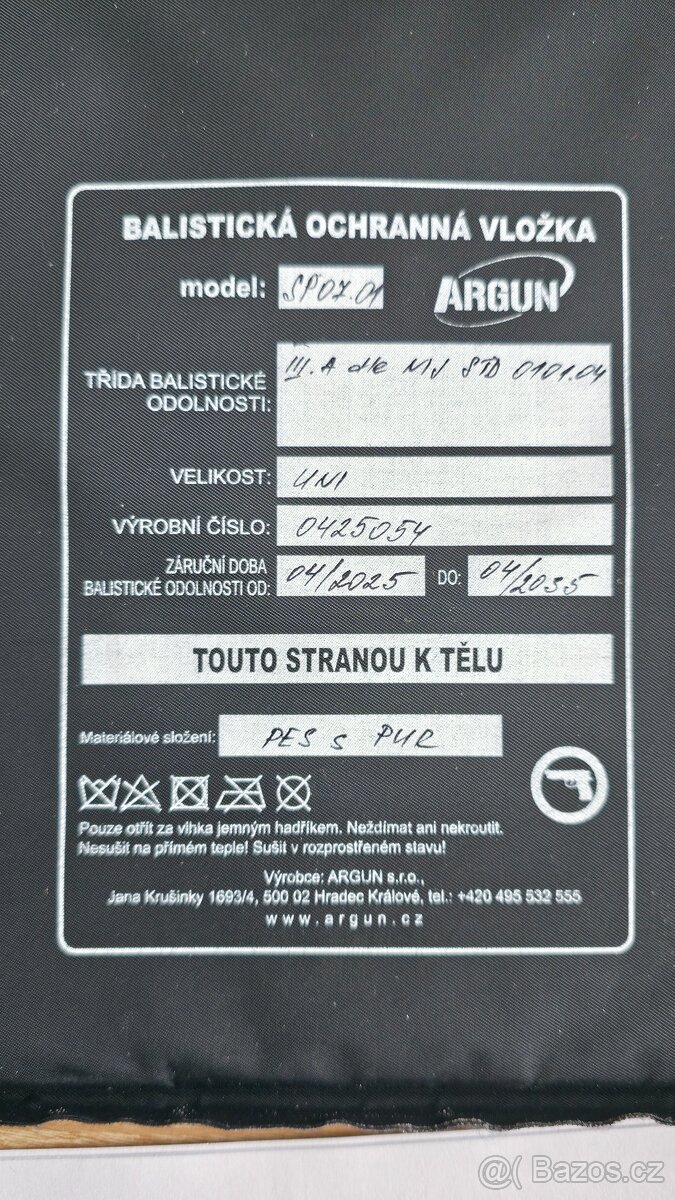 BALISTICKÁ OCHRANNÁ VLOŽKA
model: SP07.01 ARGUN
TŘÍDA BALISTICKÉ ODOLNOSTI: III.A dle NIJ STD 0101.04
VELIKOST: UNI
VÝROBNÍ ČÍSLO: 0425054
ZÁRUČNÍ DOBA
BALISTICKÉ ODOLNOSTI OD: 04/2025 DO: 04/2035
TOUTO STRANOU K TĚLU
Materiálové složení: PES s PUR
Pouze otřít za vlhka jemným hadříkem. Neždímat ani nekroutit.
Nesušit na přímém teple! Sušit v rozprostřeném stavu!
Výrobce: ARGUN s.r.o.,
Jana Krušinky 1693/4, 500 02 Hradec Králové, tel.: +420 495 532 555
www.argun.cz
@ Bazos.cz